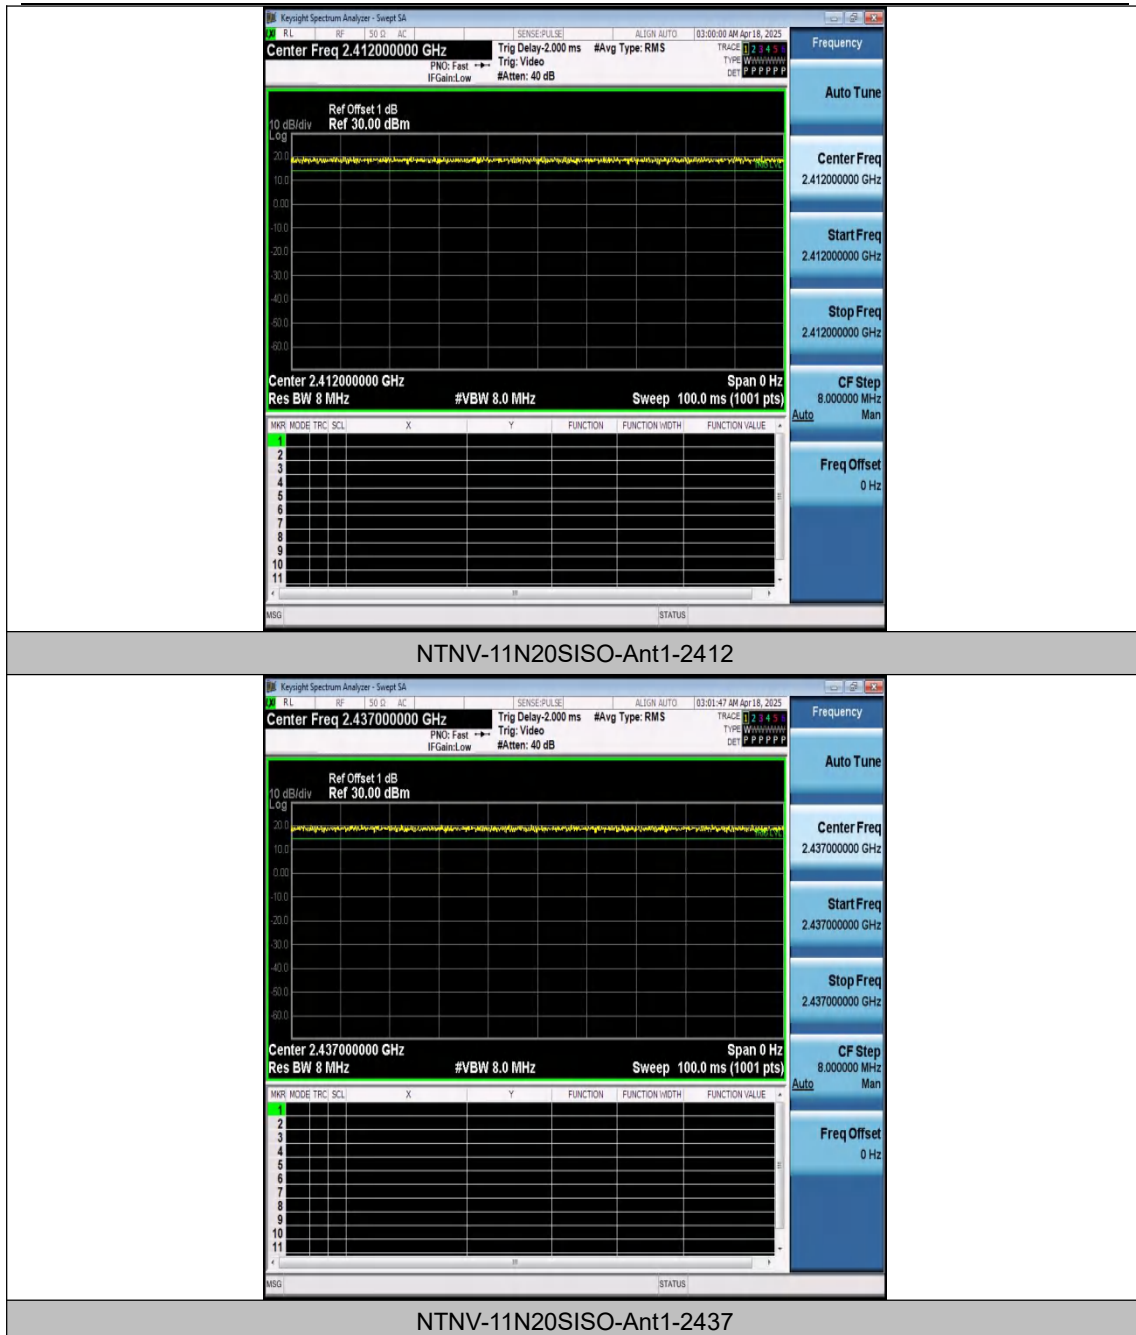 Keysight Spectrum Analyzer - Swept SA
RL RF 50 Ω AC SENSE:PULSE ALIGN AUTO 03:00:00 AM Apr 18, 2025
Center Freq 2.412000000 GHz Trig Delay-2.000 ms #Avg Type: RMS TRACE 1 2 3 4 5 6 Frequency
PNO: Fast Trig: Video TYPE WWWWWW
IFGain:Low #Atten: 40 dB DET P P P P P P
Auto Tune
Ref Offset 1 dB
10 dB/div Ref 30.00 dBm
Log
20.0
Center Freq
2.412000000 GHz
10.0
0.00
-10.0
Start Freq
2.412000000 GHz
-20.0
-30.0
-40.0
Stop Freq
2.412000000 GHz
-50.0
-60.0
Center 2.412000000 GHz Span 0 Hz
Res BW 8 MHz #VBW 8.0 MHz Sweep 100.0 ms (1001 pts)
CF Step
8.000000 MHz
Auto Man
MKR MODE TRC SCL X Y FUNCTION FUNCTION WIDTH FUNCTION VALUE
1
2
3
4
5
6
7
8
9
10
11
Freq Offset
0 Hz
MSG STATUS
NTNV-11N20SISO-Ant1-2412
Keysight Spectrum Analyzer - Swept SA
RL RF 50 Ω AC SENSE:PULSE ALIGN AUTO 03:01:47 AM Apr 18, 2025
Center Freq 2.437000000 GHz Trig Delay-2.000 ms #Avg Type: RMS TRACE 1 2 3 4 5 6 Frequency
PNO: Fast Trig: Video TYPE WWWWWW
IFGain:Low #Atten: 40 dB DET P P P P P P
Auto Tune
Ref Offset 1 dB
10 dB/div Ref 30.00 dBm
Log
20.0
Center Freq
2.437000000 GHz
10.0
0.00
-10.0
Start Freq
2.437000000 GHz
-20.0
-30.0
-40.0
Stop Freq
2.437000000 GHz
-50.0
-60.0
Center 2.437000000 GHz Span 0 Hz
Res BW 8 MHz #VBW 8.0 MHz Sweep 100.0 ms (1001 pts)
CF Step
8.000000 MHz
Auto Man
MKR MODE TRC SCL X Y FUNCTION FUNCTION WIDTH FUNCTION VALUE
1
2
3
4
5
6
7
8
9
10
11
Freq Offset
0 Hz
MSG STATUS
NTNV-11N20SISO-Ant1-2437